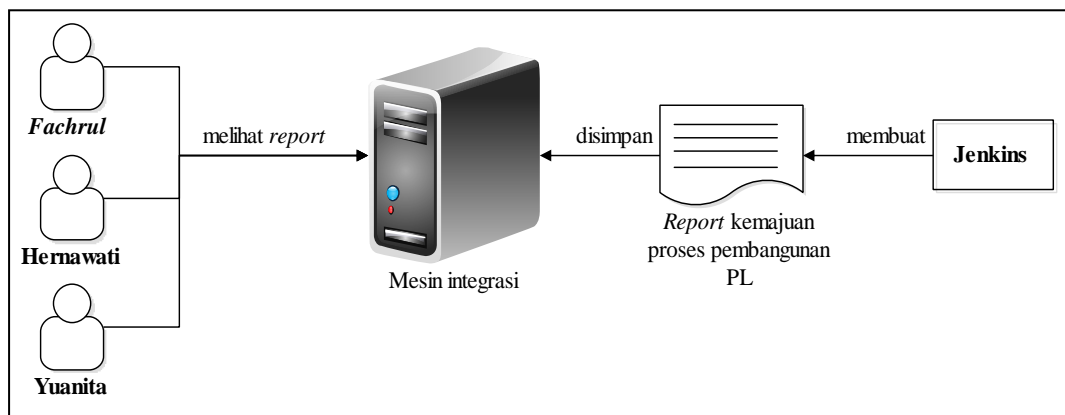 Fachrul
melihat report
Hernawati
Yuanita
Mesin integrasi
disimpan
Report kemajuan
proses pembangunan
PL
membuat
Jenkins